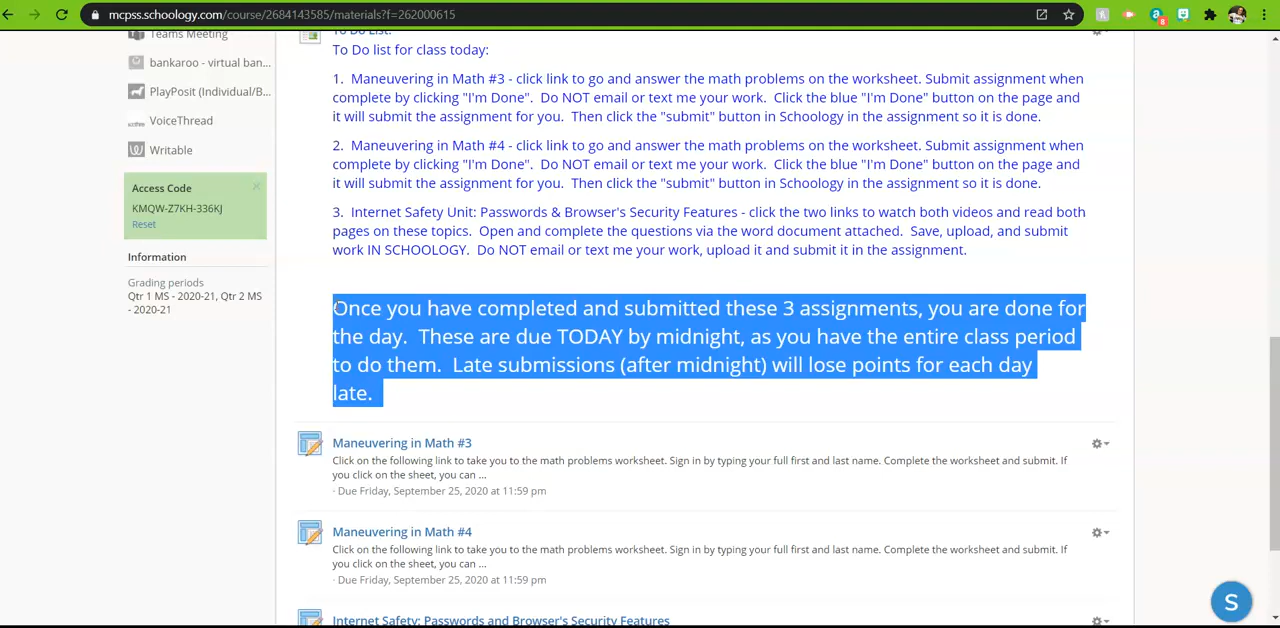 mcpss.schoology.com/course/2684143585/materials?f=262000615
8
Teams Meeting
bankaroo - virtual ban...
PlayPosit (Individual/B...
VoiceThread
Writable
Access Code
KMQW-Z7KH-336KJ
Reset
Information
Grading periods
Qtr 1 MS - 2020-21, Qtr 2 MS
- 2020-21
To Do List:
To Do list for class today:
1. Maneuvering in Math #3 - click link to go and answer the math problems on the worksheet. Submit assignment when
complete by clicking "I'm Done". Do NOT email or text me your work. Click the blue "I'm Done" button on the page and
it will submit the assignment for you. Then click the "submit" button in Schoology in the assignment so it is done.
2. Maneuvering in Math #4 - click link to go and answer the math problems on the worksheet. Submit assignment when
complete by clicking "I'm Done". Do NOT email or text me your work. Click the blue "I'm Done" button on the page and
it will submit the assignment for you. Then click the "submit" button in Schoology in the assignment so it is done.
3. Internet Safety Unit: Passwords & Browser's Security Features - click the two links to watch both videos and read both
pages on these topics. Open and complete the questions via the word document attached. Save, upload, and submit
work IN SCHOOLOGY. Do NOT email or text me your work, upload it and submit it in the assignment.
Once you have completed and submitted these 3 assignments, you are done for
the day. These are due TODAY by midnight, as you have the entire class period
to do them. Late submissions (after midnight) will lose points for each day
late.
Maneuvering in Math #3
Click on the following link to take you to the math problems worksheet. Sign in by typing your full first and last name. Complete the worksheet and submit. If
you click on the sheet, you can ...
· Due Friday, September 25, 2020 at 11:59 pm
Maneuvering in Math #4
Click on the following link to take you to the math problems worksheet. Sign in by typing your full first and last name. Complete the worksheet and submit. If
you click on the sheet, you can ...
· Due Friday, September 25, 2020 at 11:59 pm
Internet Safety: Passwords and Browser's Security Features
S